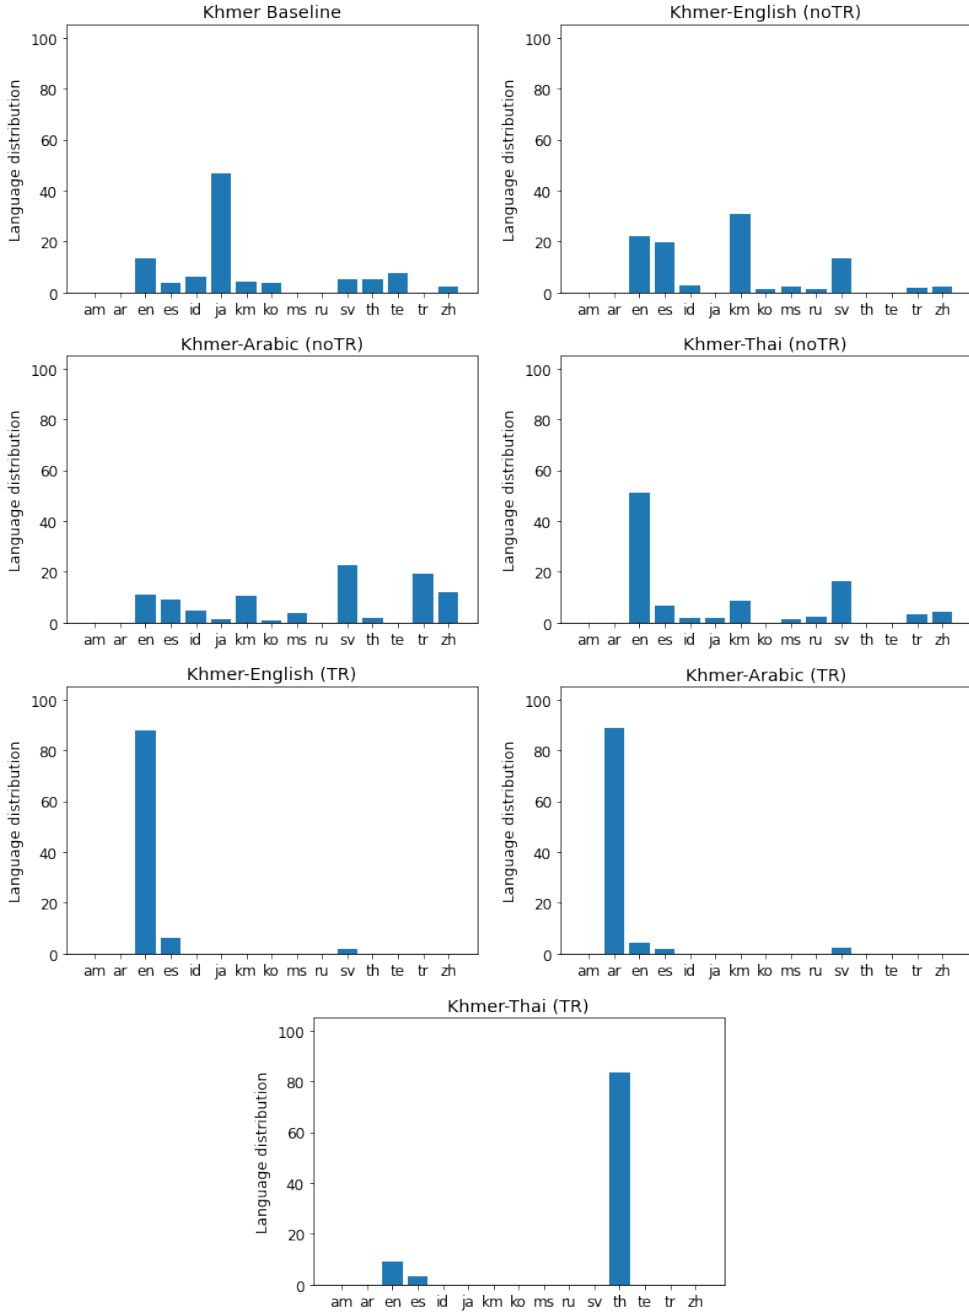 Khmer Baseline
Language distribution
100
80
60
40
20
0
am ar en es id ja km ko ms ru sv th te tr zh
Khmer-English (noTR)
Language distribution
100
80
60
40
20
0
am ar en es id ja km ko ms ru sv th te tr zh
Khmer-Arabic (noTR)
Language distribution
100
80
60
40
20
0
am ar en es id ja km ko ms ru sv th te tr zh
Khmer-Thai (noTR)
Language distribution
100
80
60
40
20
0
am ar en es id ja km ko ms ru sv th te tr zh
Khmer-English (TR)
Language distribution
100
80
60
40
20
0
am ar en es id ja km ko ms ru sv th te tr zh
Khmer-Arabic (TR)
Language distribution
100
80
60
40
20
0
am ar en es id ja km ko ms ru sv th te tr zh
Khmer-Thai (TR)
Language distribution
100
80
60
40
20
0
am ar en es id ja km ko ms ru sv th te tr zh